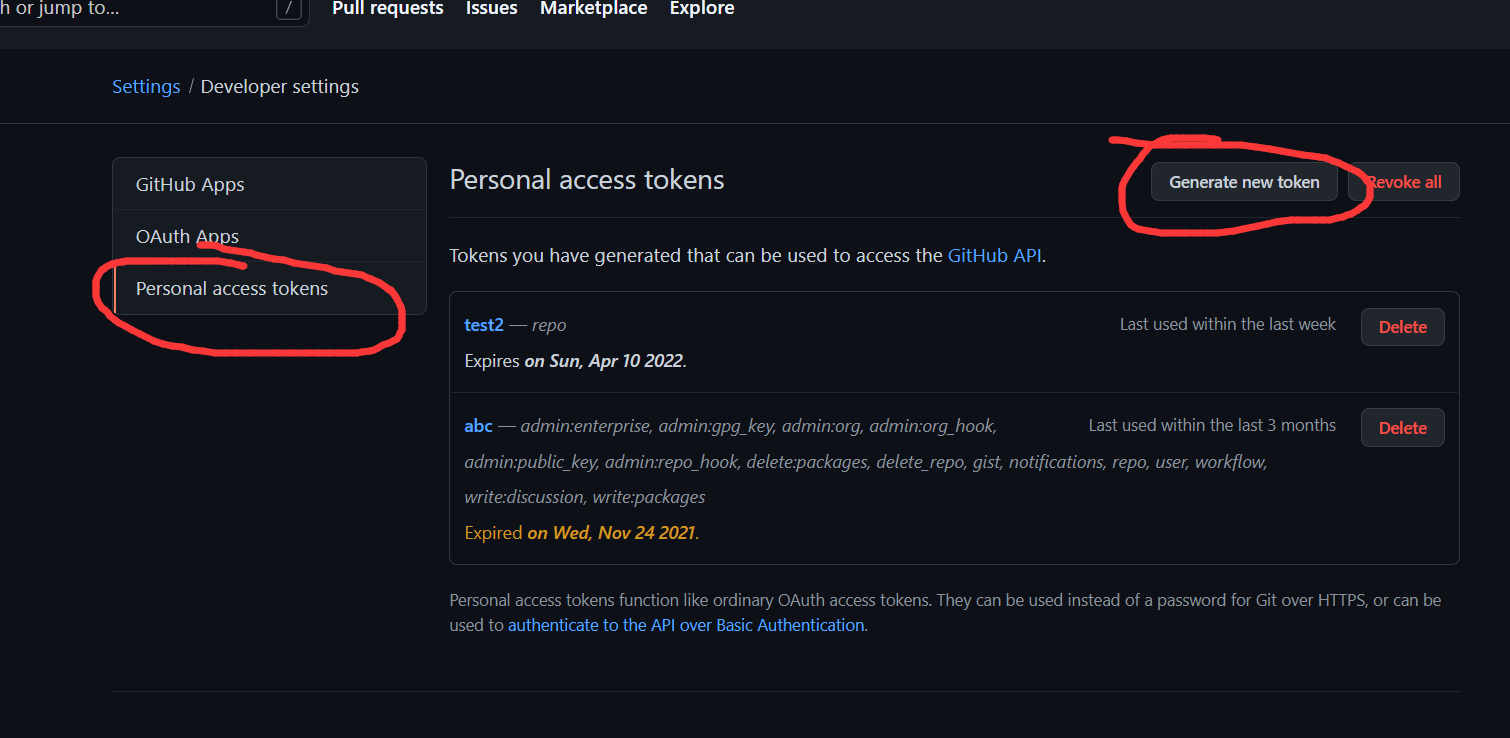 h or jump to... / Pull requests Issues Marketplace Explore
Settings / Developer settings
GitHub Apps
OAuth Apps
Personal access tokens
Personal access tokens
Generate new token
Revoke all
Tokens you have generated that can be used to access the GitHub API.
test2 — repo
Last used within the last week
Delete
Expires on Sun, Apr 10 2022.
abc — admin:enterprise, admin:gpg_key, admin:org, admin:org_hook,
Last used within the last 3 months
Delete
admin:public_key, admin:repo_hook, delete:packages, delete_repo, gist, notifications, repo, user, workflow,
write:discussion, write:packages
Expired on Wed, Nov 24 2021.
Personal access tokens function like ordinary OAuth access tokens. They can be used instead of a password for Git over HTTPS, or can be
used to authenticate to the API over Basic Authentication.